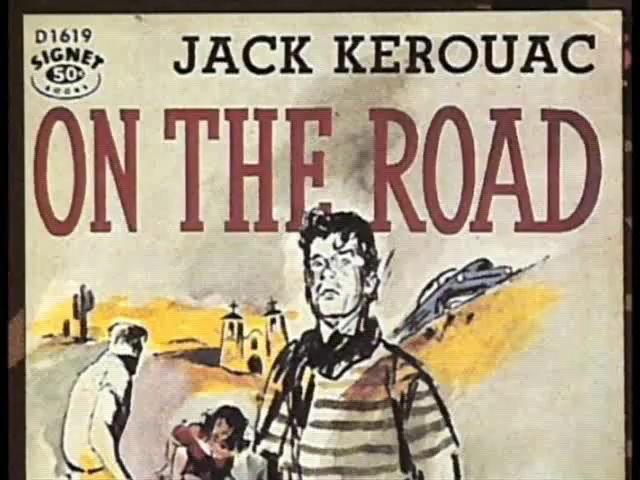 D1619
SIGNET
50¢
BOOKS
JACK KEROUAC
ON THE ROAD